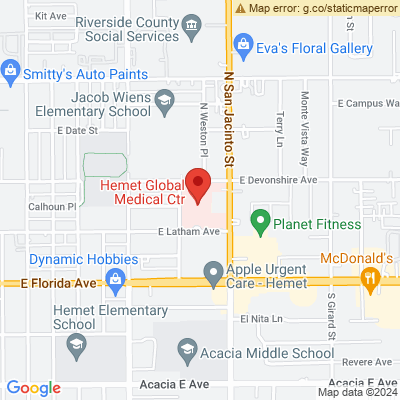 Map error: g.co/staticmaperror
Kit Ave
Riverside County
Social Services
Eva's Floral Gallery
Smitty's Auto Paints
N San Jacinto St
Jacob Wiens
Elementary School
N Weston Pl
E Campus Wa
Monte Vista Way
Terry Ln
E Date St
Hemet Global
Medical Ctr
E Devonshire Ave
Calhoun Pl
E Latham Ave
Planet Fitness
Dynamic Hobbies
McDonald's
E Florida Ave
Apple Urgent
Care - Hemet
Hemet Elementary
School
El Nita Ln
S Girard St
Acacia Middle School
Revere Ave
Google
Acacia E Ave
Acacia E Ave
Map data ©2024